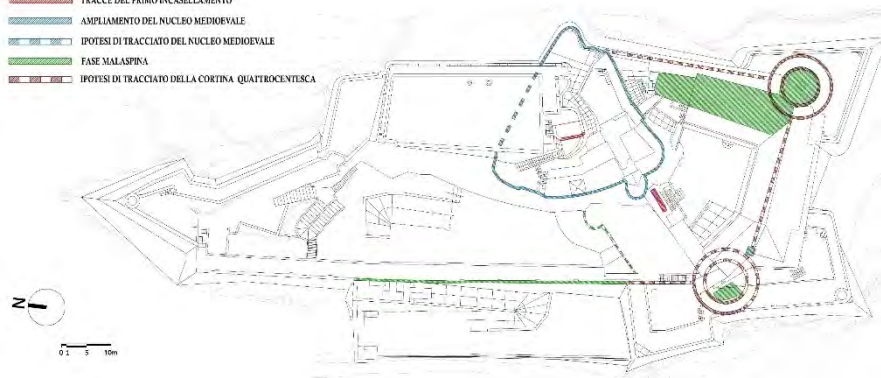 TRACCE DEL PRIMO INCASELLAMENTO
AMPLIAMENTO DEL NUCLEO MEDIOEVALE
IPOTESI DI TRACCIATO DEL NUCLEO MEDIOEVALE
FASE MALASPINA
IPOTESI DI TRACCIATO DELLA CORTINA QUATTROCENTESCA
N
0 1 5 10m